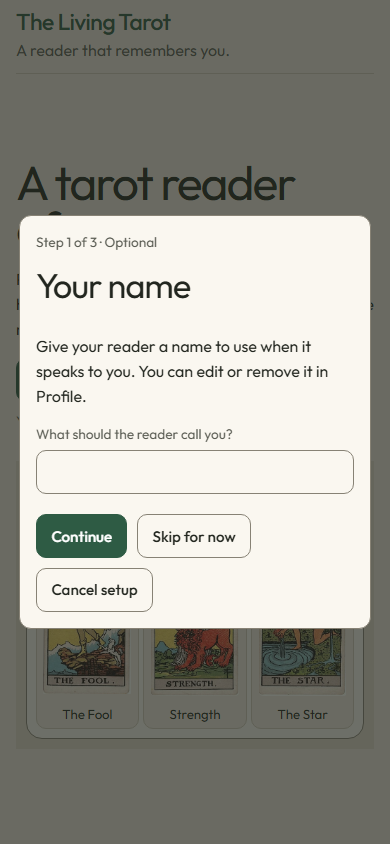 The Living Tarot
A reader that remembers you.
A tarot reader
Step 1 of 3 · Optional
Your name
Give your reader a name to use when it
speaks to you. You can edit or remove it in
Profile.
What should the reader call you?
Continue
Skip for now
Cancel setup
THE FOOL.
STRENGTH.
THE STAR.
The Fool
Strength
The Star